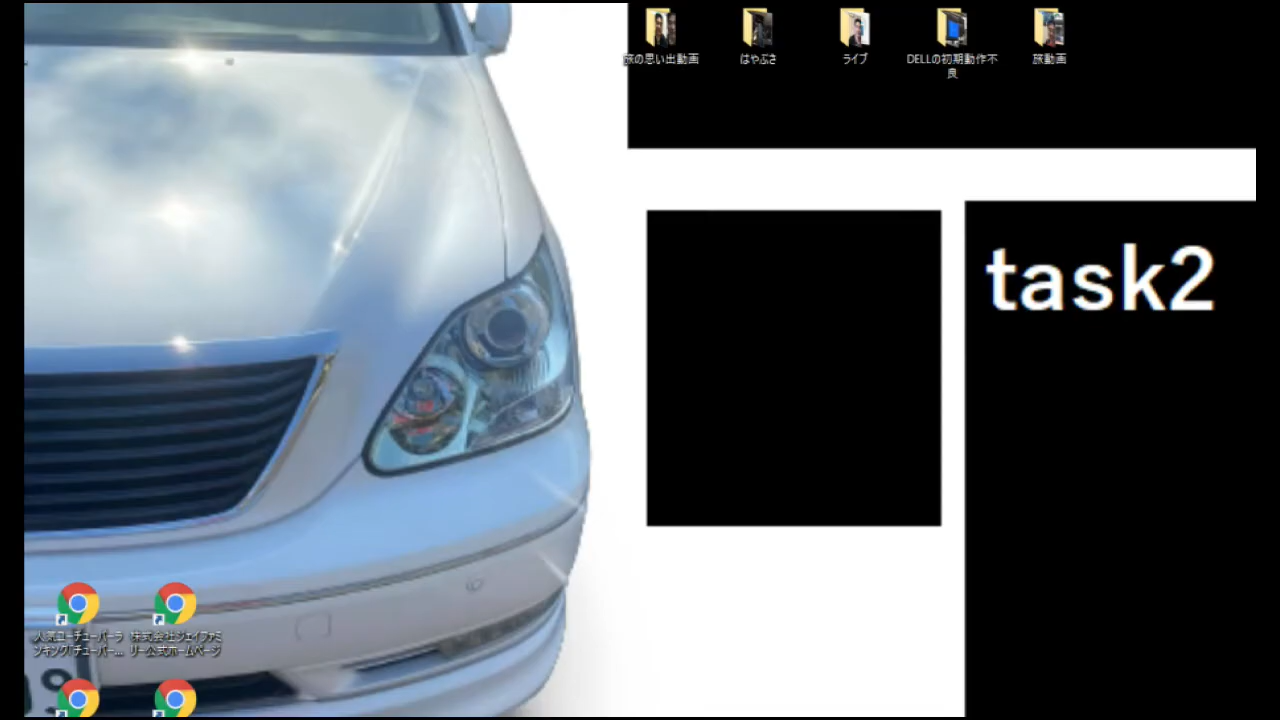 旅の思い出動画
はやぶさ
ライブ
DELLの初期動作不
良
旅動画
task2
人気ユーチューバーラ
ンキング「チューバー...
株式会社ジェイファミ
リー公式ホームページ